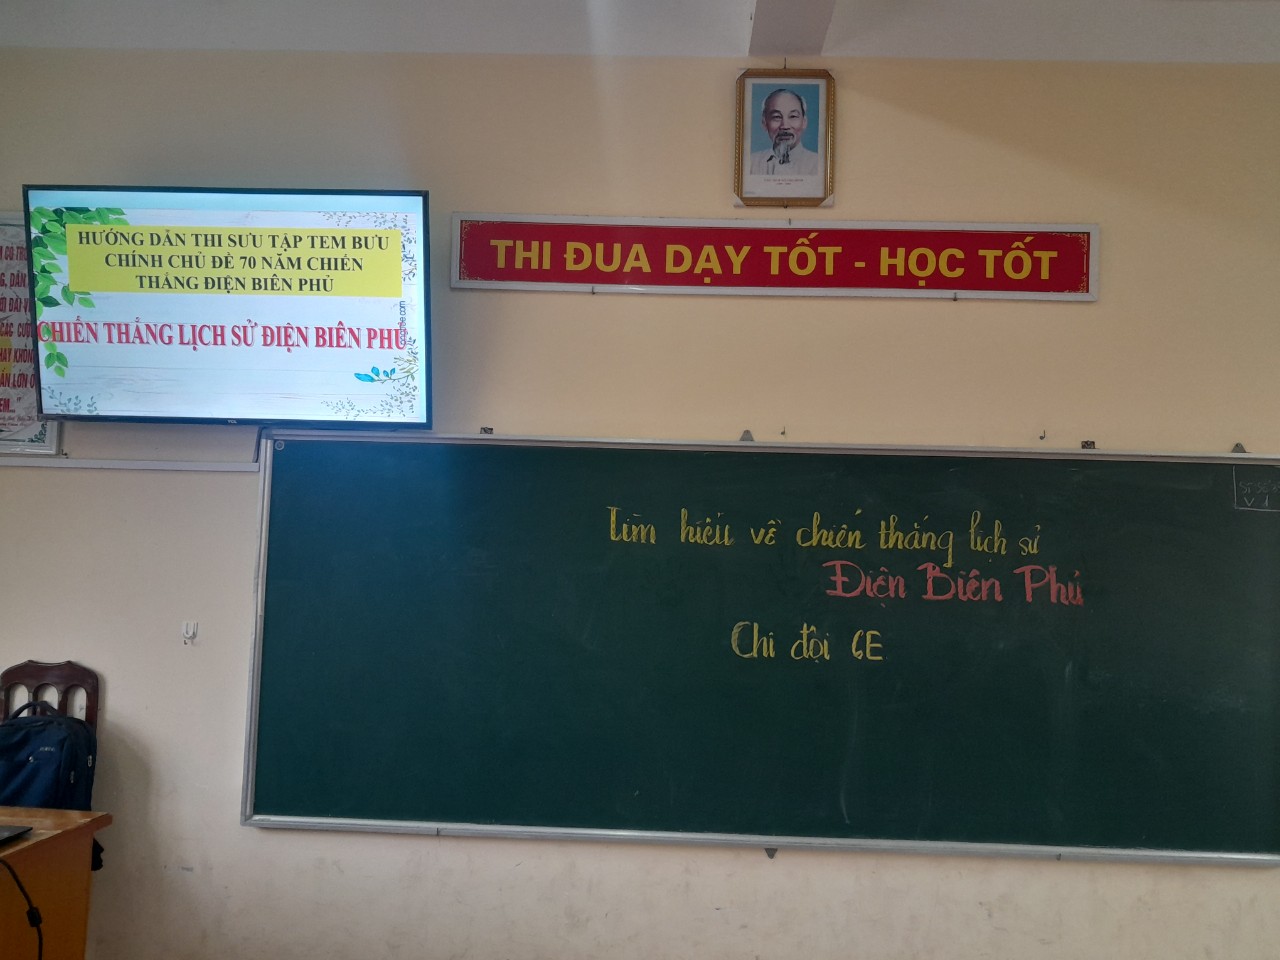 HƯỚNG DẪN THI SƯU TẬP TEM BƯU
CHÍNH CHỦ ĐỀ 70 NĂM CHIẾN
THẮNG ĐIỆN BIÊN PHỦ
CHIẾN THẮNG LỊCH SỬ ĐIỆN BIÊN PHỦ
THI ĐUA DẠY TỐT - HỌC TỐT
Tìm hiểu về chiến thắng lịch sử
Điện Biên Phủ
Chi đội 6E
TCL